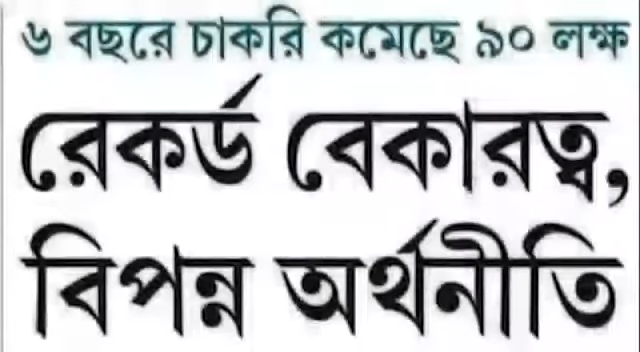 ৬ বছরে চাকরি কমেছে ৯০ লক্ষ
রেকর্ড বেকারত্ব,
বিপন্ন অর্থনীতি